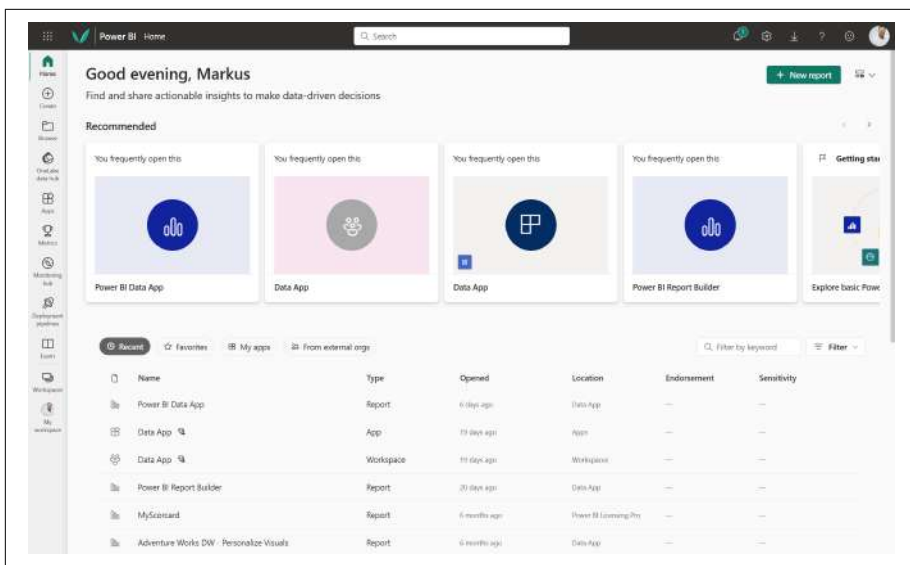 Power BI Home
Search
Good evening, Markus
+ New report
Find and share actionable insights to make data-driven decisions
Recommended
You frequently open this
You frequently open this
You frequently open this
You frequently open this
Getting star
Power BI Data App
Data App
Data App
Power BI Report Builder
Explore basic Powe
Home
Create
Browse
OneLake
data hub
Apps
Metrics
Monitoring
hub
Deployment
pipelines
Learn
Workspaces
My
workspace
Recent
Favorites
My apps
From external orgs
Filter by keyword
Filter
Name Type Opened Location Endorsement Sensitivity
Power BI Data App Report 6 days ago Data App — —
Data App App 19 days ago Apps — —
Data App Workspace 19 days ago Workspaces — —
Power BI Report Builder Report 20 days ago Data App — —
MyScorcard Report 6 months ago Power BI Licensing Pro — —
Adventure Works DW - Personalize Visuals Report 6 months ago Data App — —